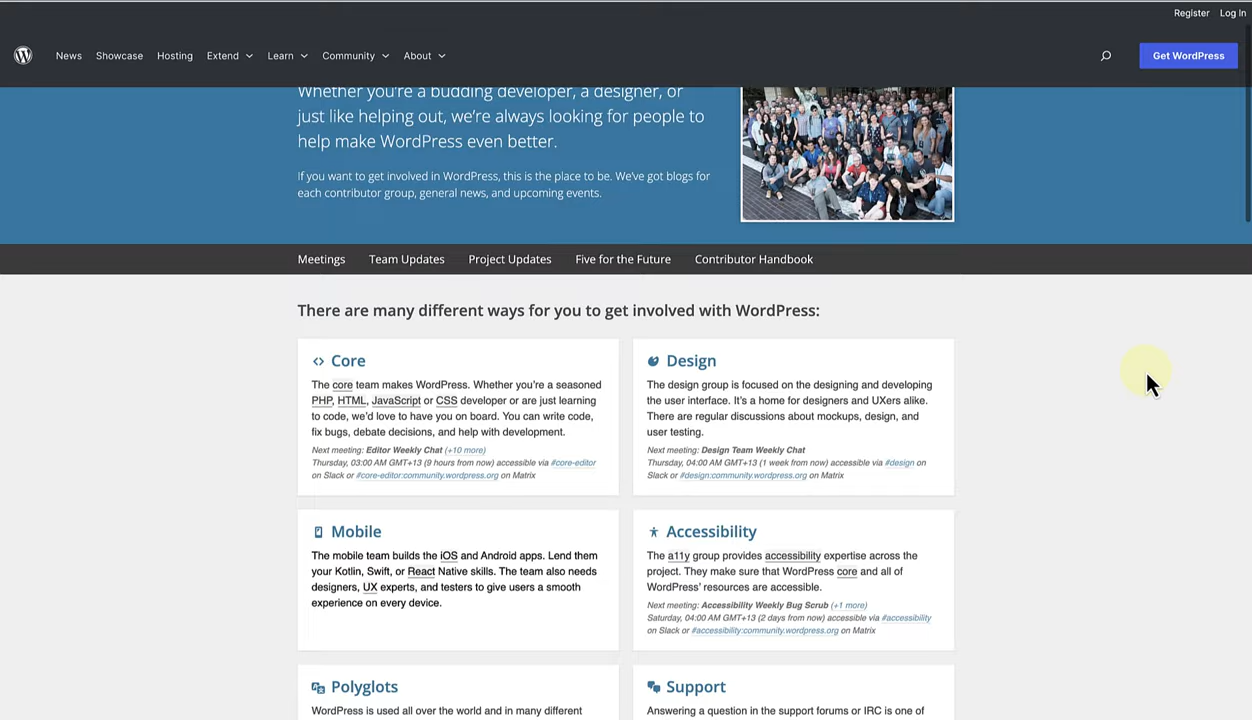 Register Log In
News Showcase Hosting Extend Learn Community About
Get WordPress
Whether you're a budding developer, a designer, or
just like helping out, we're always looking for people to
help make WordPress even better.
If you want to get involved in WordPress, this is the place to be. We've got blogs for
each contributor group, general news, and upcoming events.
Meetings Team Updates Project Updates Five for the Future Contributor Handbook
There are many different ways for you to get involved with WordPress:
Core
The core team makes WordPress. Whether you're a seasoned
PHP, HTML, JavaScript or CSS developer or are just learning
to code, we'd love to have you on board. You can write code,
fix bugs, debate decisions, and help with development.
Next meeting: Editor Weekly Chat (+10 more)
Thursday, 03:00 AM GMT+13 (9 hours from now) accessible via #core-editor
on Slack or #core-editor:community.wordpress.org on Matrix
Design
The design group is focused on the designing and developing
the user interface. It's a home for designers and UXers alike.
There are regular discussions about mockups, design, and
user testing.
Next meeting: Design Team Weekly Chat
Thursday, 04:00 AM GMT+13 (1 week from now) accessible via #design on
Slack or #design:community.wordpress.org on Matrix
Mobile
The mobile team builds the iOS and Android apps. Lend them
your Kotlin, Swift, or React Native skills. The team also needs
designers, UX experts, and testers to give users a smooth
experience on every device.
Accessibility
The a11y group provides accessibility expertise across the
project. They make sure that WordPress core and all of
WordPress' resources are accessible.
Next meeting: Accessibility Weekly Bug Scrub (+1 more)
Saturday, 04:00 AM GMT+13 (2 days from now) accessible via #accessibility
on Slack or #accessibility:community.wordpress.org on Matrix
Polyglots
WordPress is used all over the world and in many different
Support
Answering a question in the support forums or IRC is one of